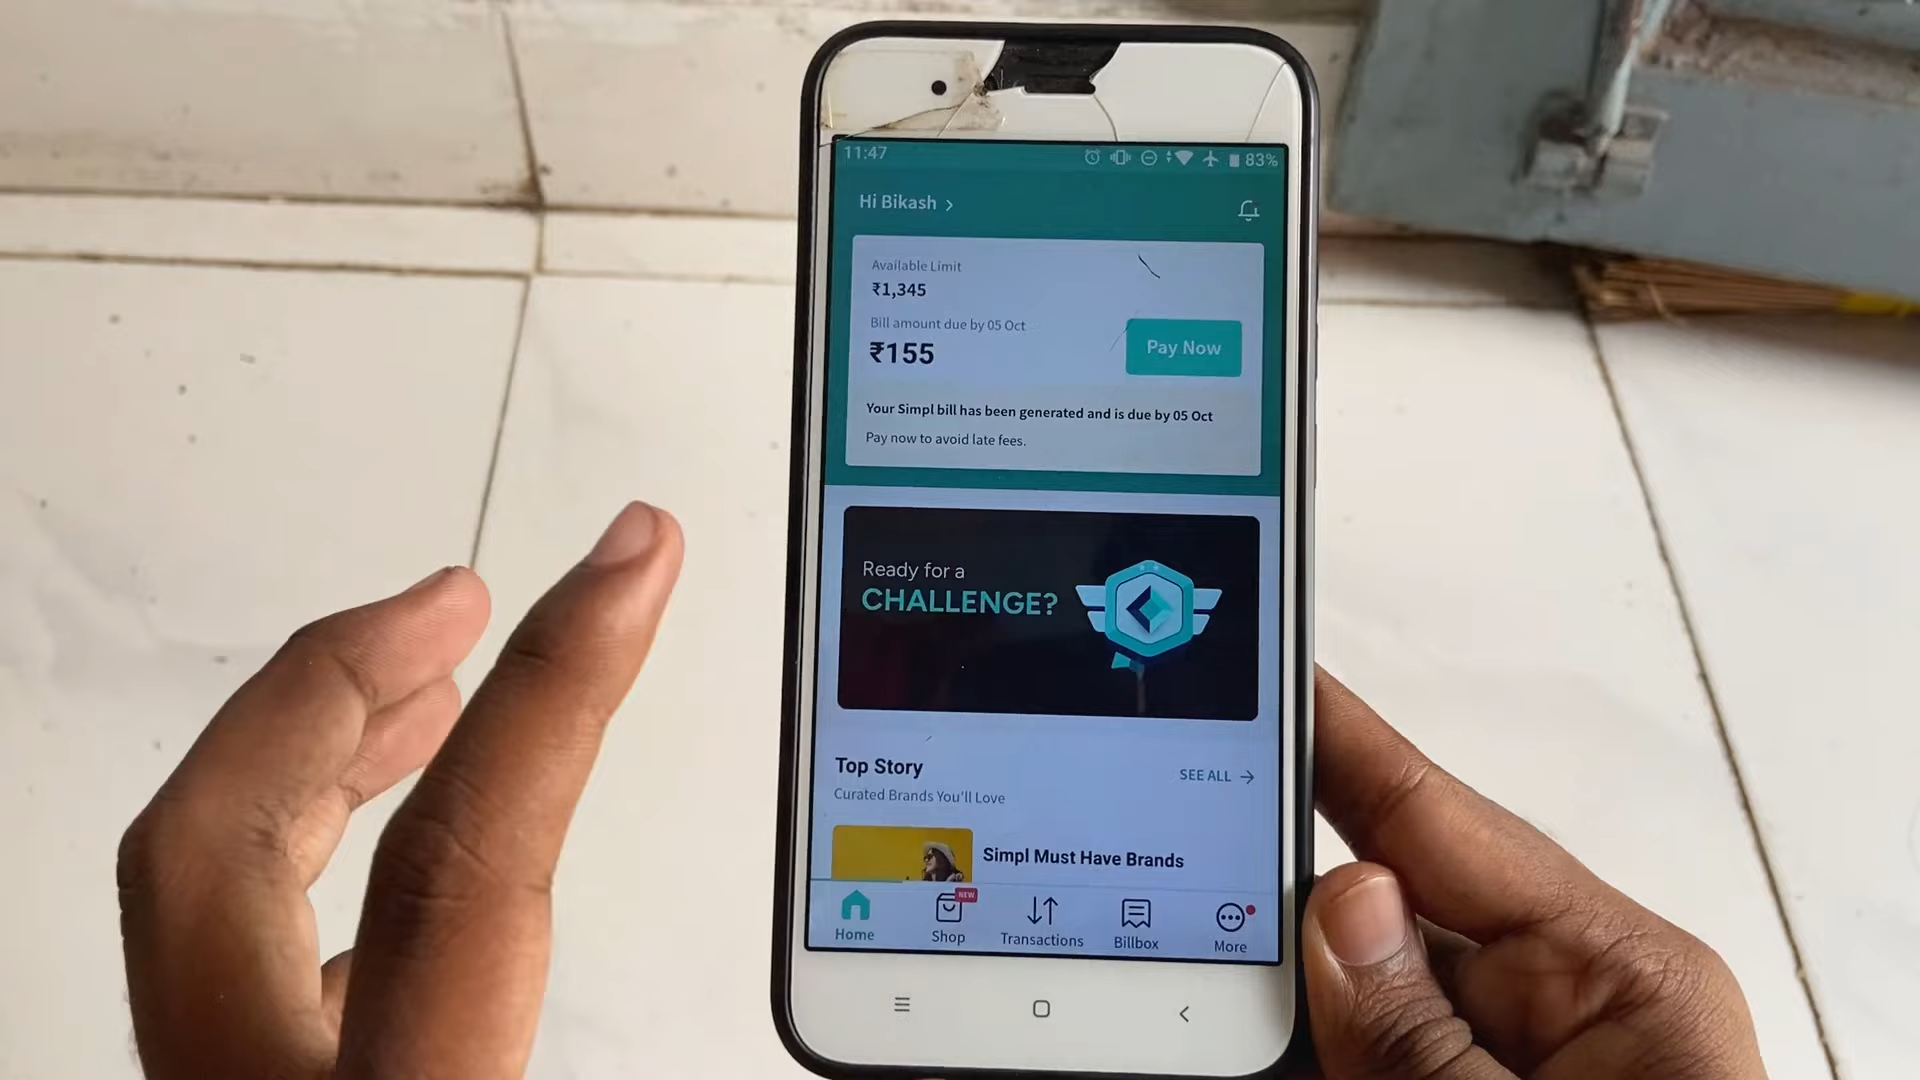 11:47
83%
Hi Bikash
Available Limit
₹1,345
Bill amount due by 05 Oct
₹155
Pay Now
Your Simpl bill has been generated and is due by 05 Oct
Pay now to avoid late fees.
Ready for a
CHALLENGE?
Top Story
SEE ALL
Curated Brands You'll Love
Simpl Must Have Brands
NEW
Home
Shop
Transactions
Billbox
More